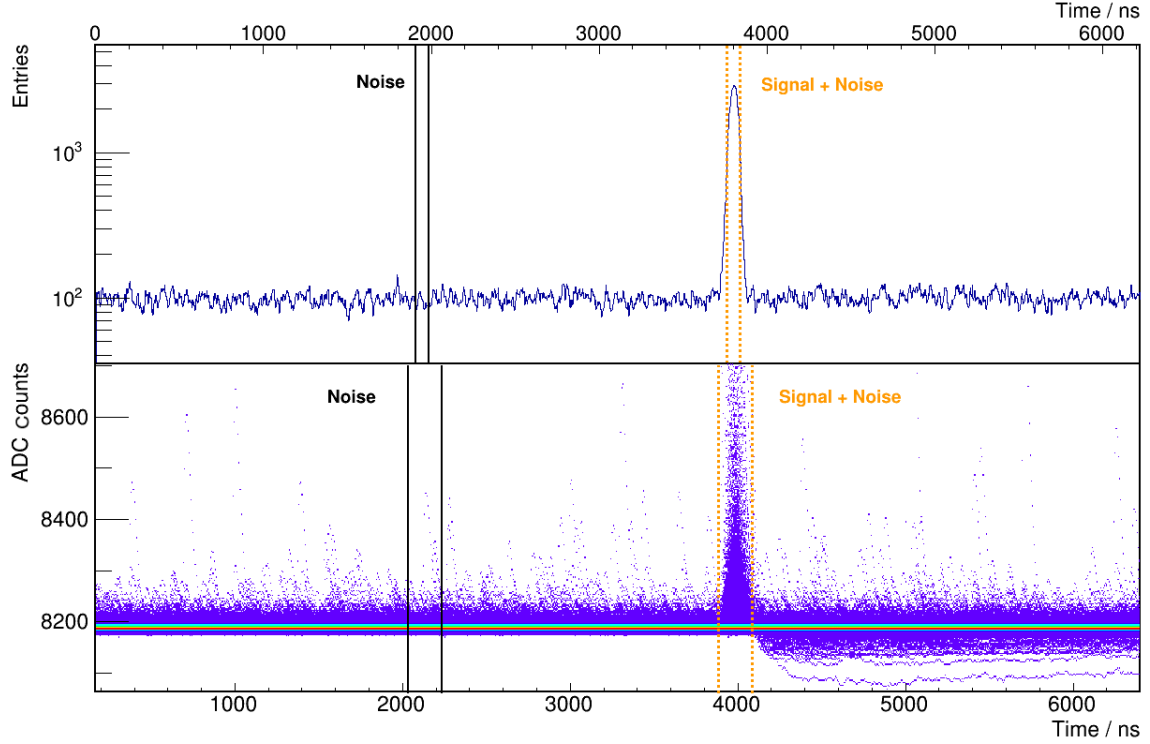 Time / ns
0 1000 2000 3000 4000 5000 6000
Entries
Noise
Signal + Noise
10³
10²
ADC counts
Noise
Signal + Noise
8600
8400
8200
1000 2000 3000 4000 5000 6000
Time / ns